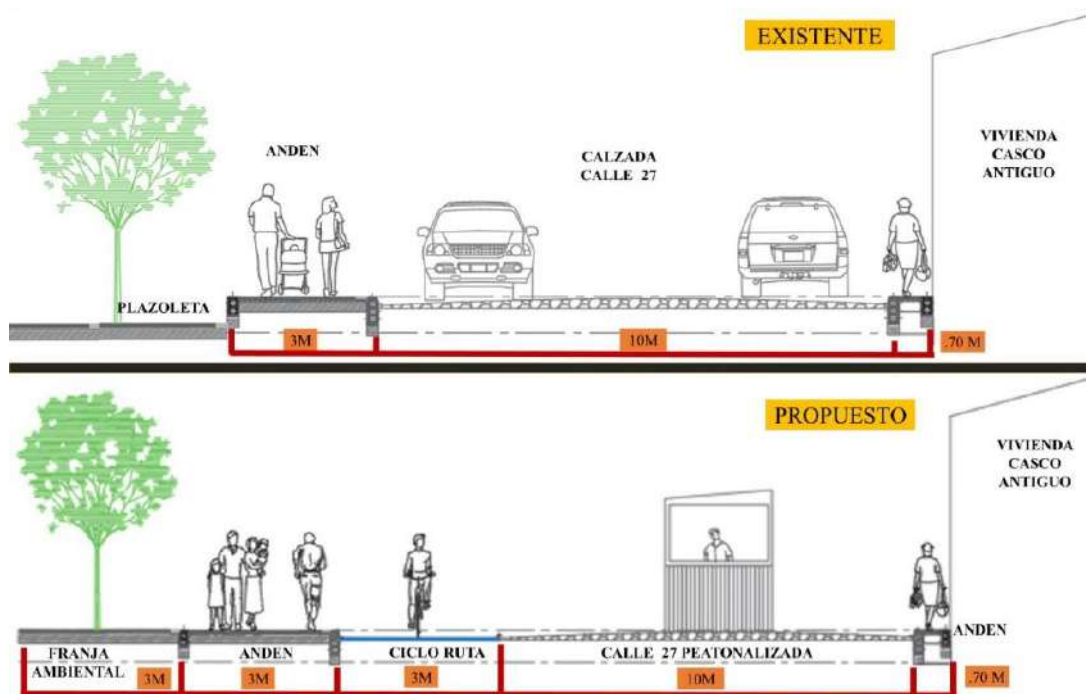 EXISTENTE
VIVIENDA
CASCO
ANTIGUO
ANDEN
CALZADA
CALLE 27
PLAZOLETA
3M
10M
.70 M
PROPUESTO
VIVIENDA
CASCO
ANTIGUO
FRANJA
AMBIENTAL
3M
ANDEN
3M
CICLO RUTA
3M
CALLE 27 PEATONALIZADA
10M
ANDEN
.70 M